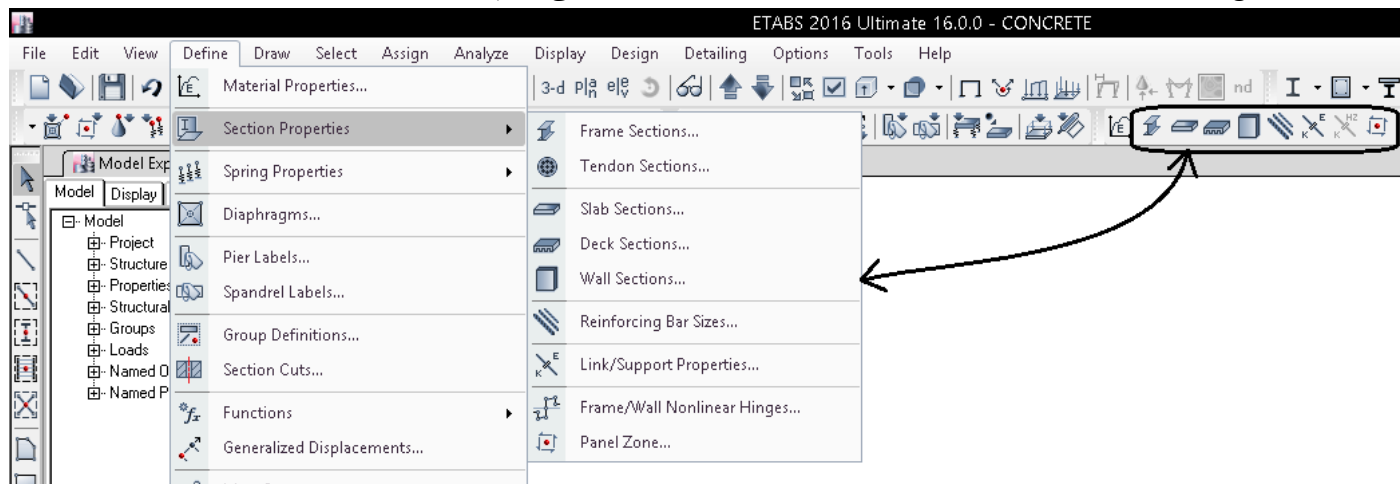 ETABS 2016 Ultimate 16.0.0 - CONCRETE
File Edit View Define Draw Select Assign Analyze Display Design Detailing Options Tools Help
3-d nd
Model Exp
Model Display
Model
Project
Structure
Properties
Structural
Groups
Loads
Named O
Named P
Material Properties...
Section Properties
Spring Properties
Diaphragms...
Pier Labels...
Spandrel Labels...
Group Definitions...
Section Cuts...
Functions
Generalized Displacements...
Frame Sections...
Tendon Sections...
Slab Sections...
Deck Sections...
Wall Sections...
Reinforcing Bar Sizes...
Link/Support Properties...
Frame/Wall Nonlinear Hinges...
Panel Zone...